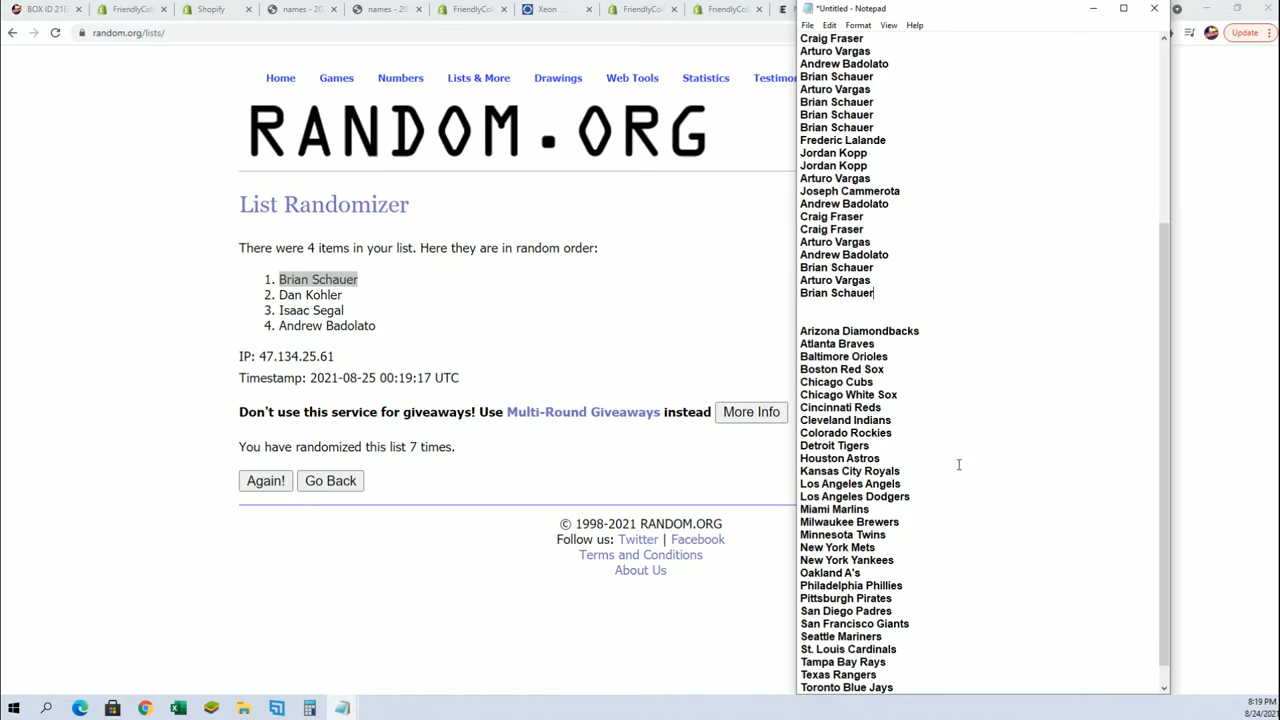 BOX ID 218
FriendlyCol
Shopify
names - 20
names - 20
FriendlyCol
Xeon
FriendlyCol
FriendlyCol
random.org/lists/
Update
Home Games Numbers Lists & More Drawings Web Tools Statistics Testimo
RANDOM.ORG
List Randomizer
There were 4 items in your list. Here they are in random order:
1. Brian Schauer
2. Dan Kohler
3. Isaac Segal
4. Andrew Badolato
IP: 47.134.25.61
Timestamp: 2021-08-25 00:19:17 UTC
Don't use this service for giveaways! Use Multi-Round Giveaways instead More Info
You have randomized this list 7 times.
Again! Go Back
© 1998-2021 RANDOM.ORG
Follow us: Twitter | Facebook
Terms and Conditions
About Us
*Untitled - Notepad
File Edit Format View Help
Craig Fraser
Arturo Vargas
Andrew Badolato
Brian Schauer
Arturo Vargas
Brian Schauer
Brian Schauer
Brian Schauer
Frederic Lalande
Jordan Kopp
Jordan Kopp
Arturo Vargas
Joseph Cammerota
Andrew Badolato
Craig Fraser
Craig Fraser
Arturo Vargas
Andrew Badolato
Brian Schauer
Arturo Vargas
Brian Schauer
Arizona Diamondbacks
Atlanta Braves
Baltimore Orioles
Boston Red Sox
Chicago Cubs
Chicago White Sox
Cincinnati Reds
Cleveland Indians
Colorado Rockies
Detroit Tigers
Houston Astros
Kansas City Royals
Los Angeles Angels
Los Angeles Dodgers
Miami Marlins
Milwaukee Brewers
Minnesota Twins
New York Mets
New York Yankees
Oakland A's
Philadelphia Phillies
Pittsburgh Pirates
San Diego Padres
San Francisco Giants
Seattle Mariners
St. Louis Cardinals
Tampa Bay Rays
Texas Rangers
Toronto Blue Jays
8:19 PM
8/24/2021